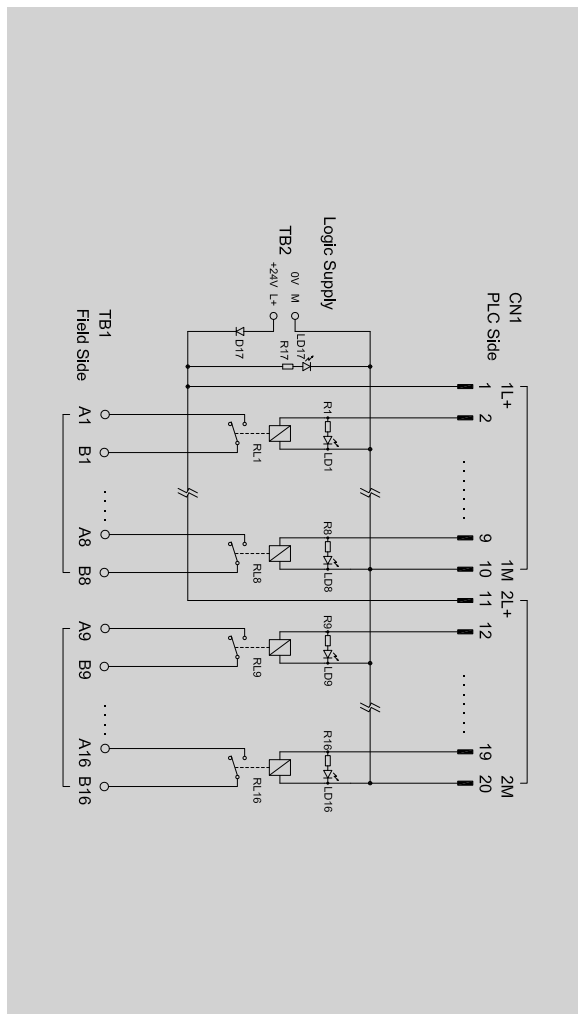 CN1
PLC Side
1L+
1
2
9
10
1M
11
2L+
12
19
20
2M
Logic Supply
TB2
0V M
+24V L+
LD17
R17
D17
R1
LD1
RL1
R8
LD8
RL8
R9
LD9
RL9
R16
LD16
RL16
TB1
Field Side
A1
B1
A8
B8
A9
B9
A16
B16